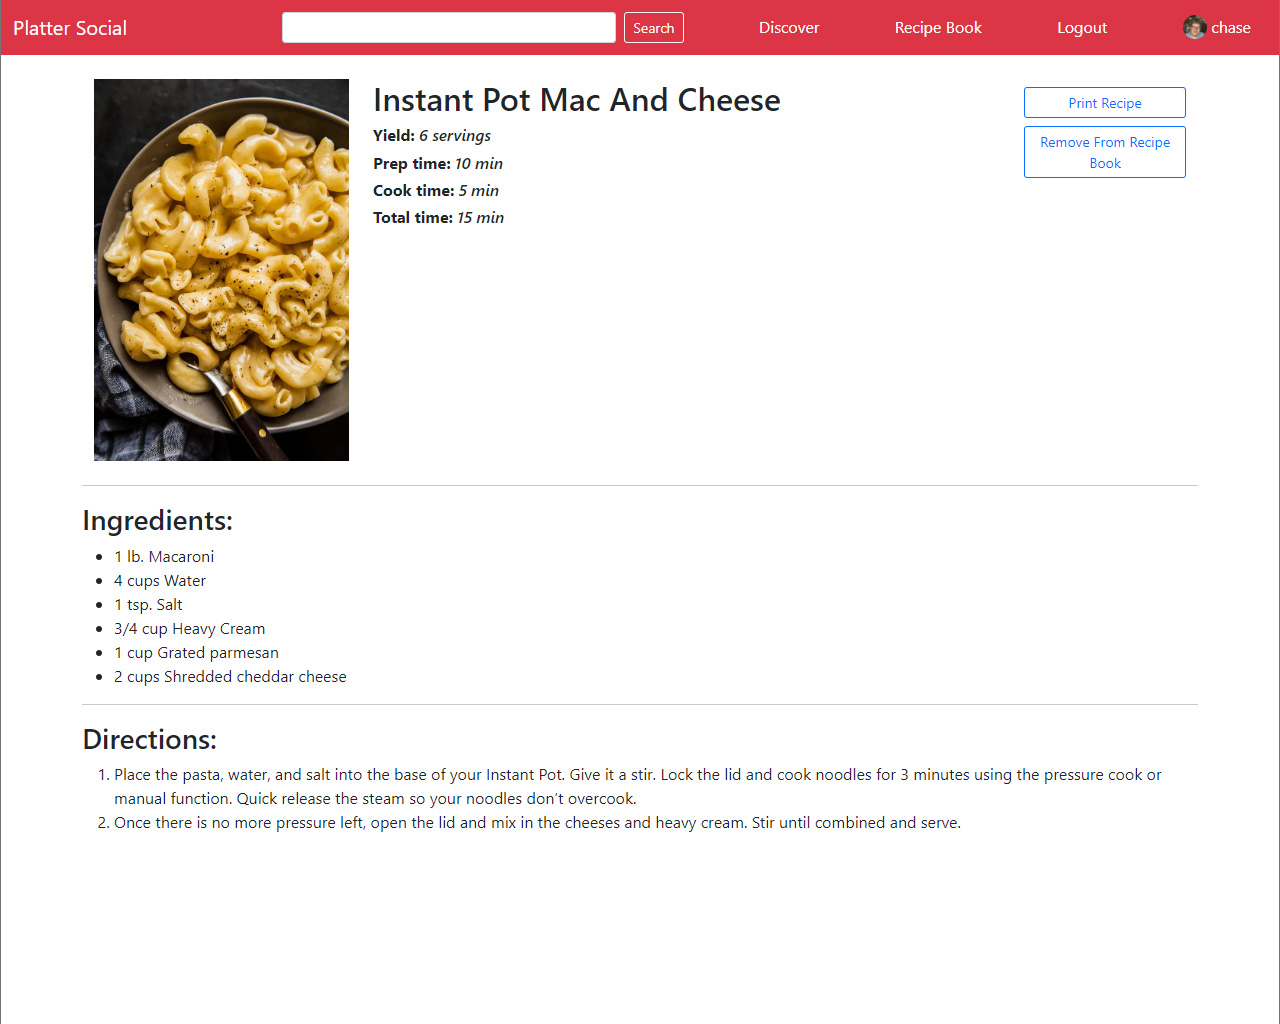 Platter Social
Search
Discover
Recipe Book
Logout
chase
Instant Pot Mac And Cheese
Yield: 6 servings
Prep time: 10 min
Cook time: 5 min
Total time: 15 min
Print Recipe
Remove From Recipe
Book
Ingredients:
• 1 lb. Macaroni
• 4 cups Water
• 1 tsp. Salt
• 3/4 cup Heavy Cream
• 1 cup Grated parmesan
• 2 cups Shredded cheddar cheese
Directions:
1. Place the pasta, water, and salt into the base of your Instant Pot. Give it a stir. Lock the lid and cook noodles for 3 minutes using the pressure cook or
manual function. Quick release the steam so your noodles don’t overcook.
2. Once there is no more pressure left, open the lid and mix in the cheeses and heavy cream. Stir until combined and serve.